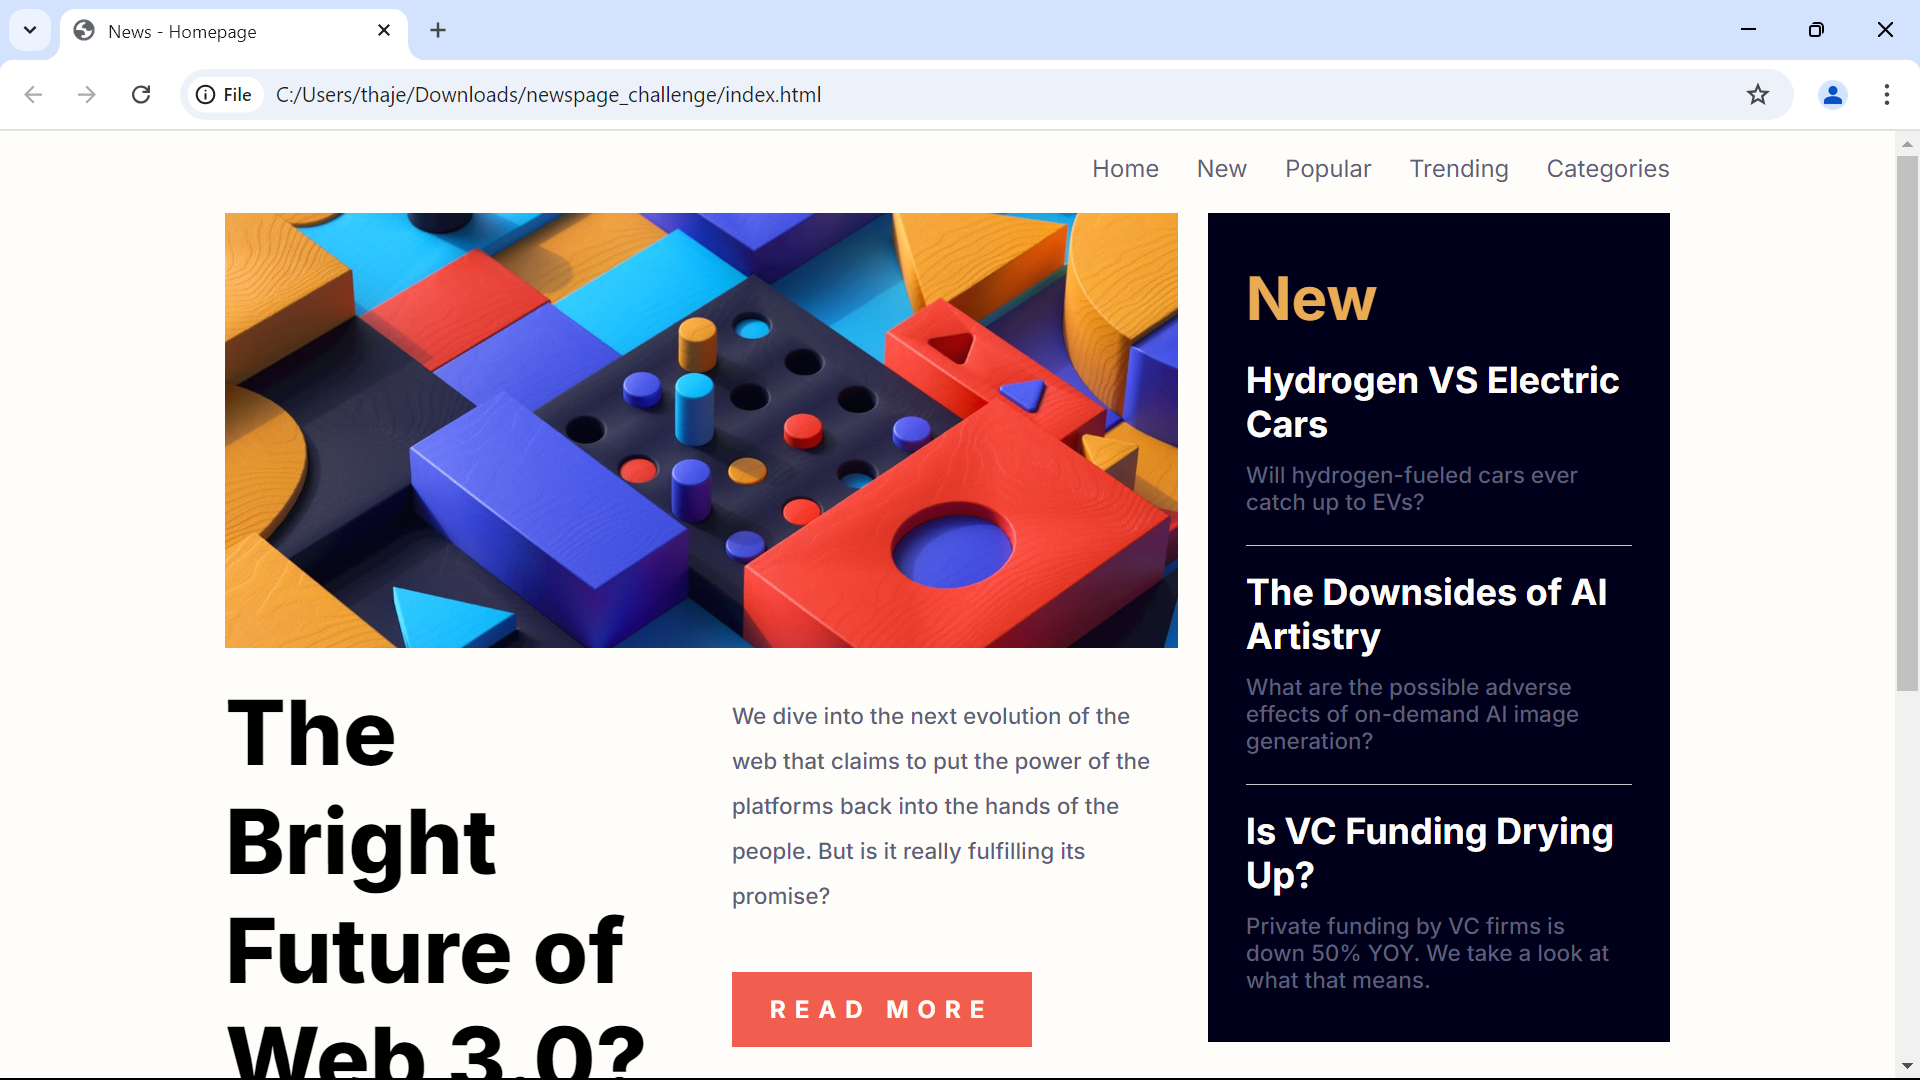 News - Homepage
File
C:/Users/thaje/Downloads/newspage_challenge/index.html
Home New Popular Trending Categories
The
Bright
Future of
Web 3.0?
We dive into the next evolution of the
web that claims to put the power of the
platforms back into the hands of the
people. But is it really fulfilling its
promise?
READ MORE
New
Hydrogen VS Electric
Cars
Will hydrogen-fueled cars ever
catch up to EVs?
The Downsides of AI
Artistry
What are the possible adverse
effects of on-demand AI image
generation?
Is VC Funding Drying
Up?
Private funding by VC firms is
down 50% YOY. We take a look at
what that means.